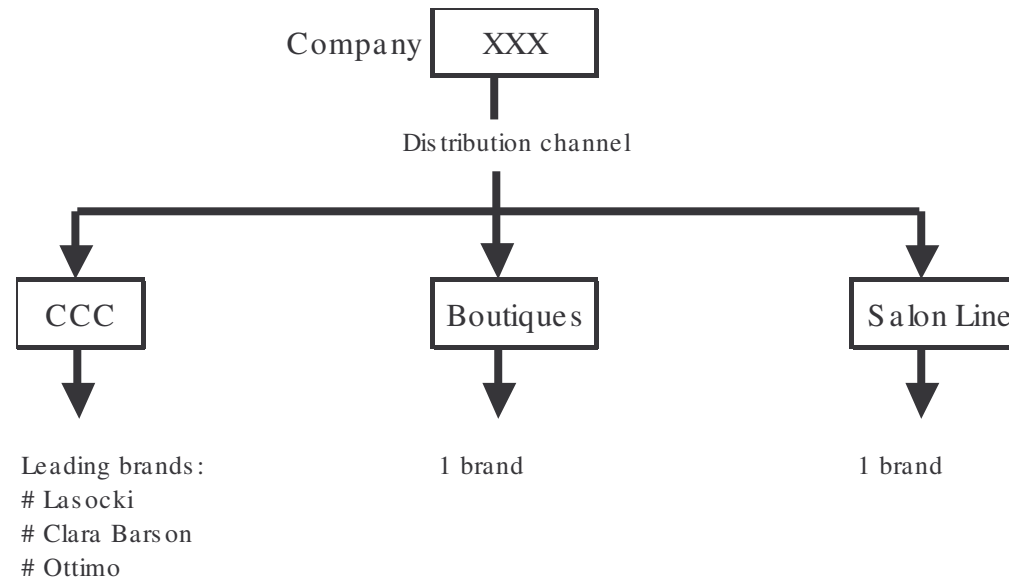 Company XXX
Distribution channel
CCC
Boutiques
Salon Line
Leading brands:
# Lasocki
# Clara Barson
# Ottimo
1 brand
1 brand